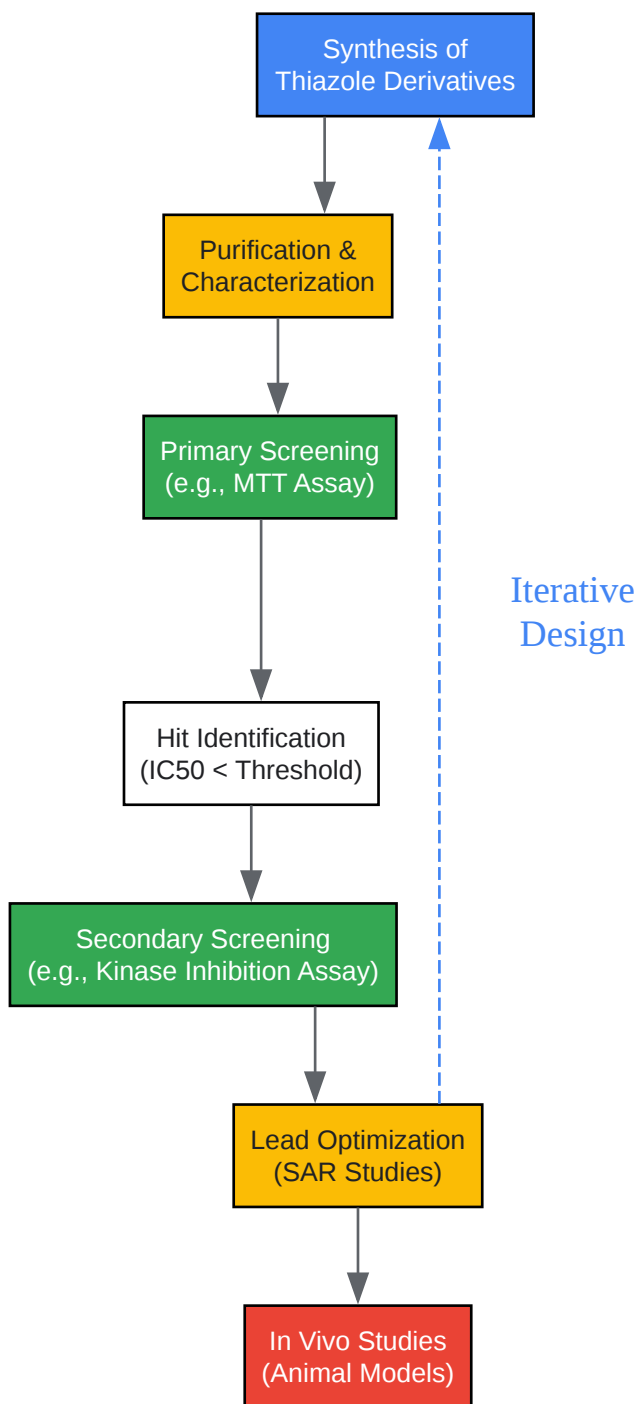 Synthesis of
Thiazole Derivatives
Purification &
Characterization
Primary Screening
(e.g., MTT Assay)
Iterative
Design
Hit Identification
(IC50 < Threshold)
Secondary Screening
(e.g., Kinase Inhibition Assay)
Lead Optimization
(SAR Studies)
In Vivo Studies
(Animal Models)